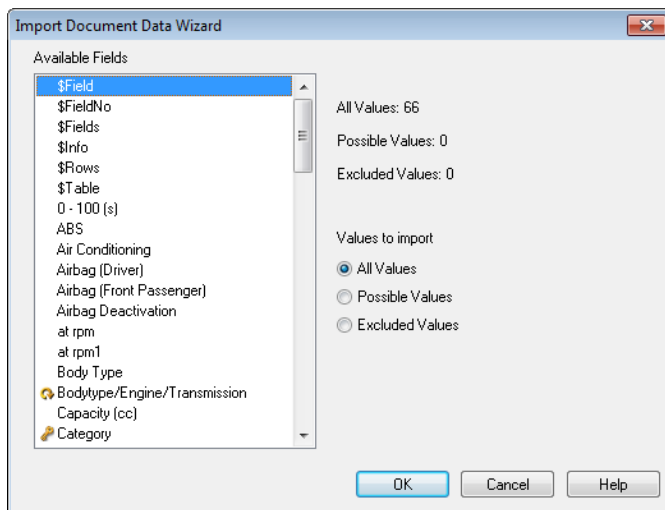 Import Document Data Wizard
Available Fields
$Field
$FieldNo
$Fields
$Info
$Rows
$Table
0 - 100 (s)
ABS
Air Conditioning
Airbag (Driver)
Airbag (Front Passenger)
Airbag Deactivation
at rpm
at rpm1
Body Type
Bodytype/Engine/Transmission
Capacity (cc)
Category
All Values: 66
Possible Values: 0
Excluded Values: 0
Values to import
All Values
Possible Values
Excluded Values
OK Cancel Help